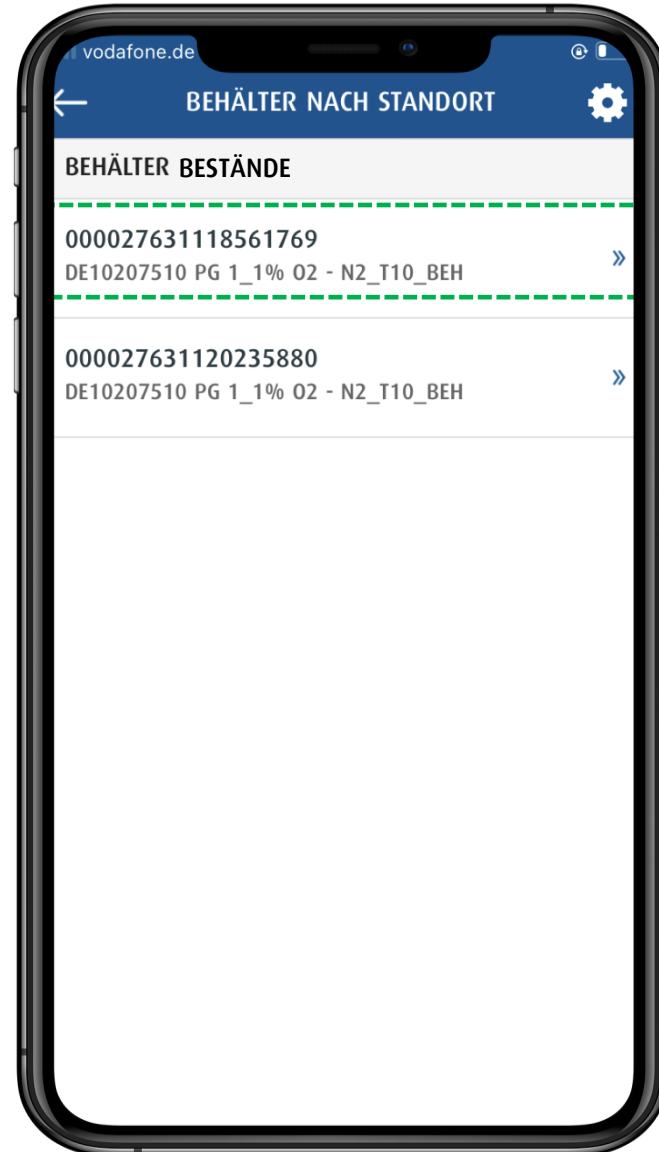 vodafone.de
BEHÄLTER NACH STANDORT
BEHÄLTER BESTÄNDE
000027631118561769
DE10207510 PG 1_1% O2 - N2_T10_BEH
000027631120235880
DE10207510 PG 1_1% O2 - N2_T10_BEH